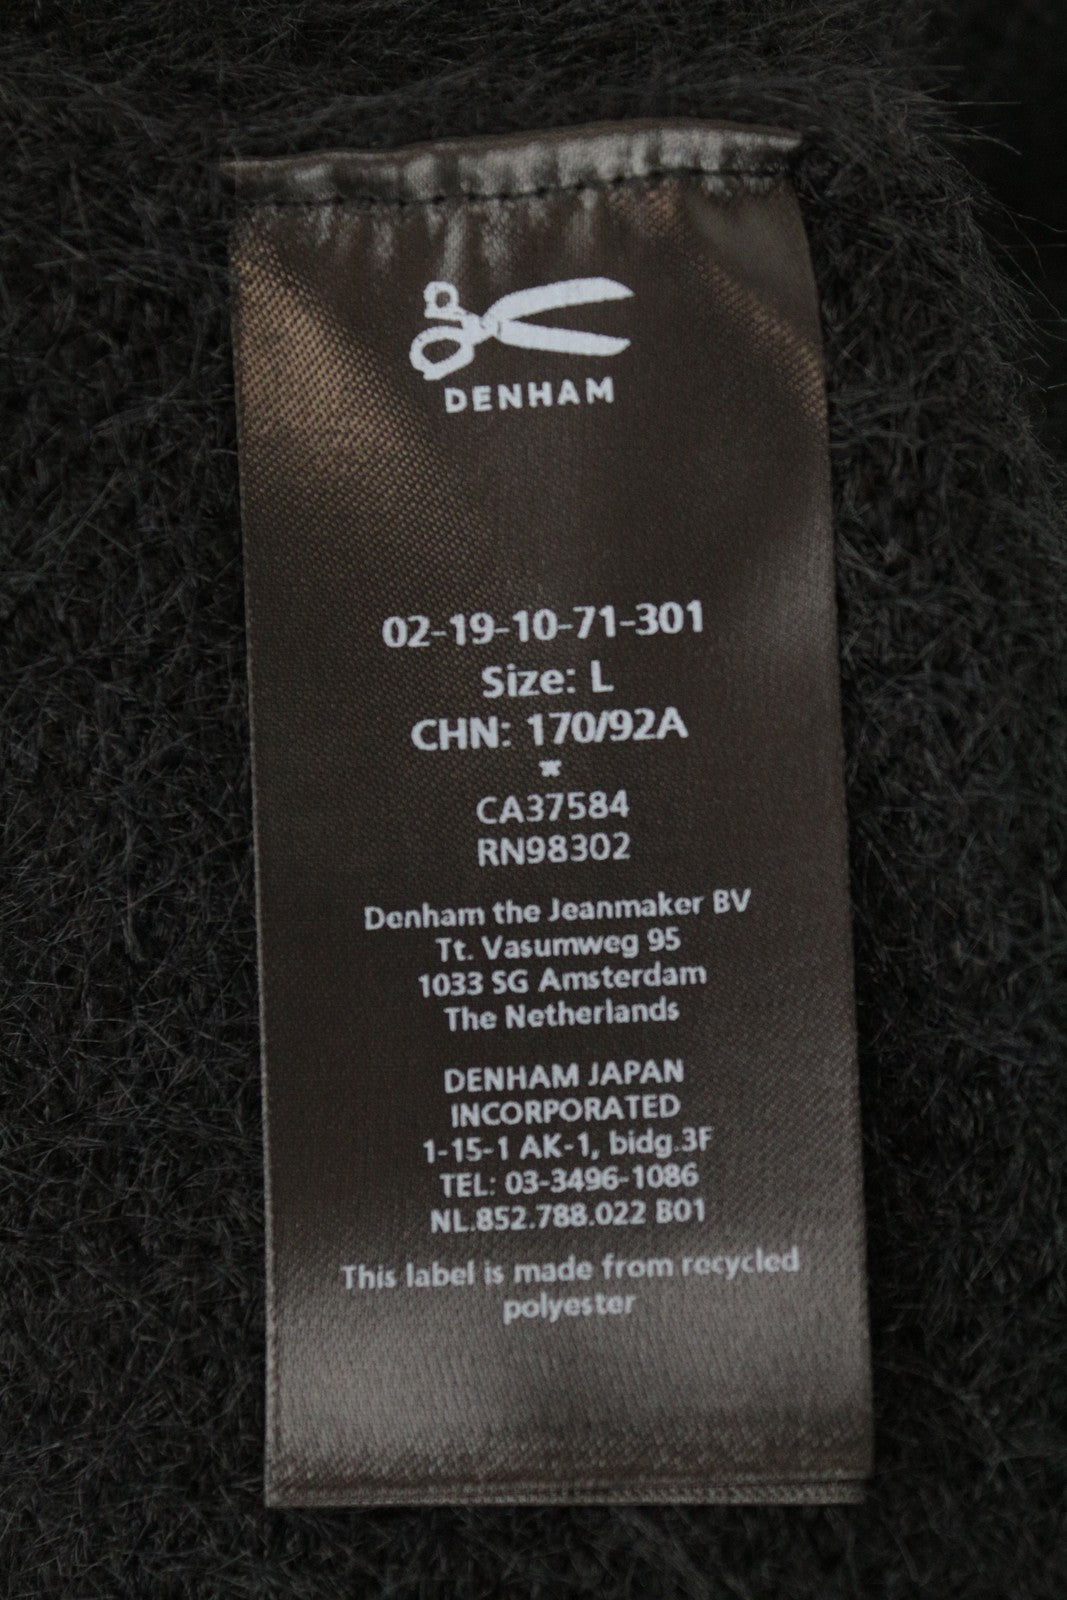 DENHAM
02-19-10-71-301
Size: L
CHN: 170/92A
CA37584
RN98302
Denham the Jeanmaker BV
Tt. Vasumweg 95
1033 SG Amsterdam
The Netherlands
DENHAM JAPAN
INCORPORATED
1-15-1 AK-1, bidg.3F
TEL: 03-3496-1086
NL.852.788.022 B01
This label is made from recycled
polyester